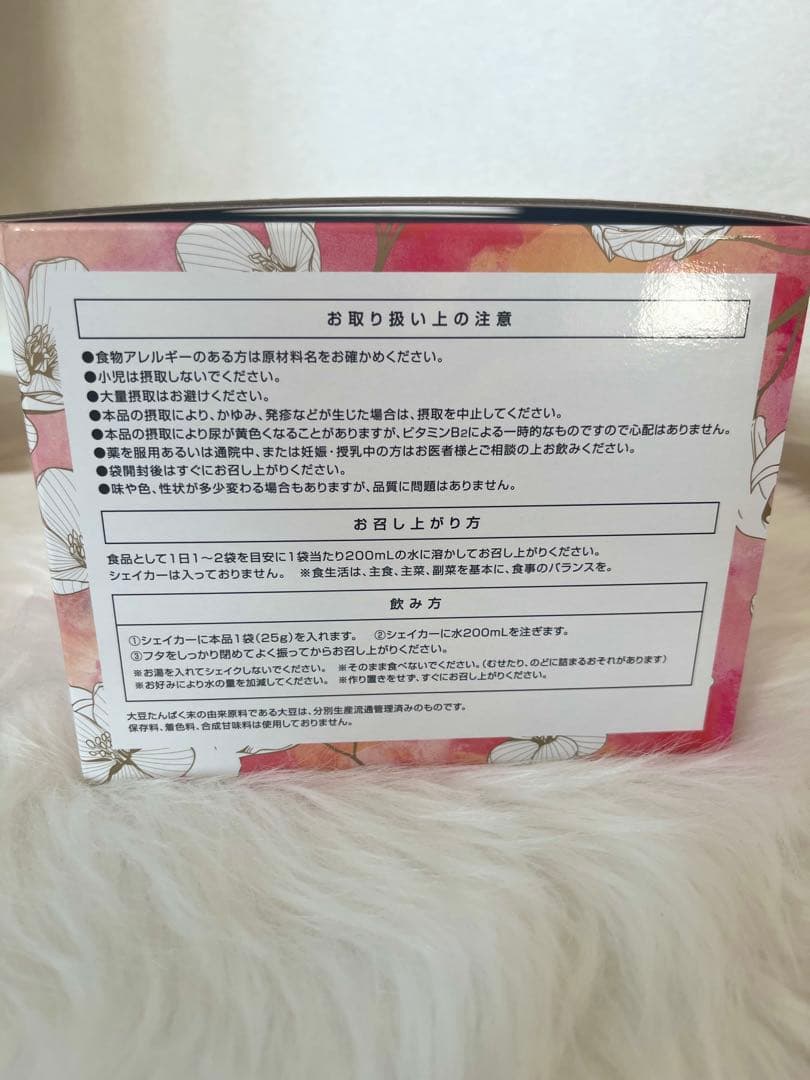 お取り扱い上の注意
●食物アレルギーのある方は原材料名をお確かめください。
●小児は摂取しないでください。
●大量摂取はお避けください。
●本品の摂取により、かゆみ、発疹などが生じた場合は、摂取を中止してください。
●本品の摂取により尿が黄色くなることがありますが、ビタミンB2による一時的なものですので心配はありません。
●薬を服用あるいは通院中、または妊娠・授乳中の方はお医者様とご相談の上お飲みください。
●袋開封後はすぐにお召し上がりください。
●味や色、性状が多少変わる場合もありますが、品質に問題はありません。
お召し上がり方
食品として1日1～2袋を目安に1袋当たり200mLの水に溶かしてお召し上がりください。
シェイカーは入っておりません。 ※食生活は、主食、主菜、副菜を基本に、食事のバランスを。
飲み方
①シェイカーに本品1袋(25g)を入れます。 ②シェイカーに水200mLを注ぎます。
③フタをしっかり閉めてよく振ってからお召し上がりください。
※お湯を入れてシェイクしないでください。 ※そのまま食べないでください。(むせたり、のどに詰まるおそれがあります)
※お好みにより水の量を加減してください。 ※作り置きをせず、すぐにお召し上がりください。
大豆たんぱく末の由来原料である大豆は、分別生産流通管理済みのものです。
保存料、着色料、合成甘味料は使用しておりません。